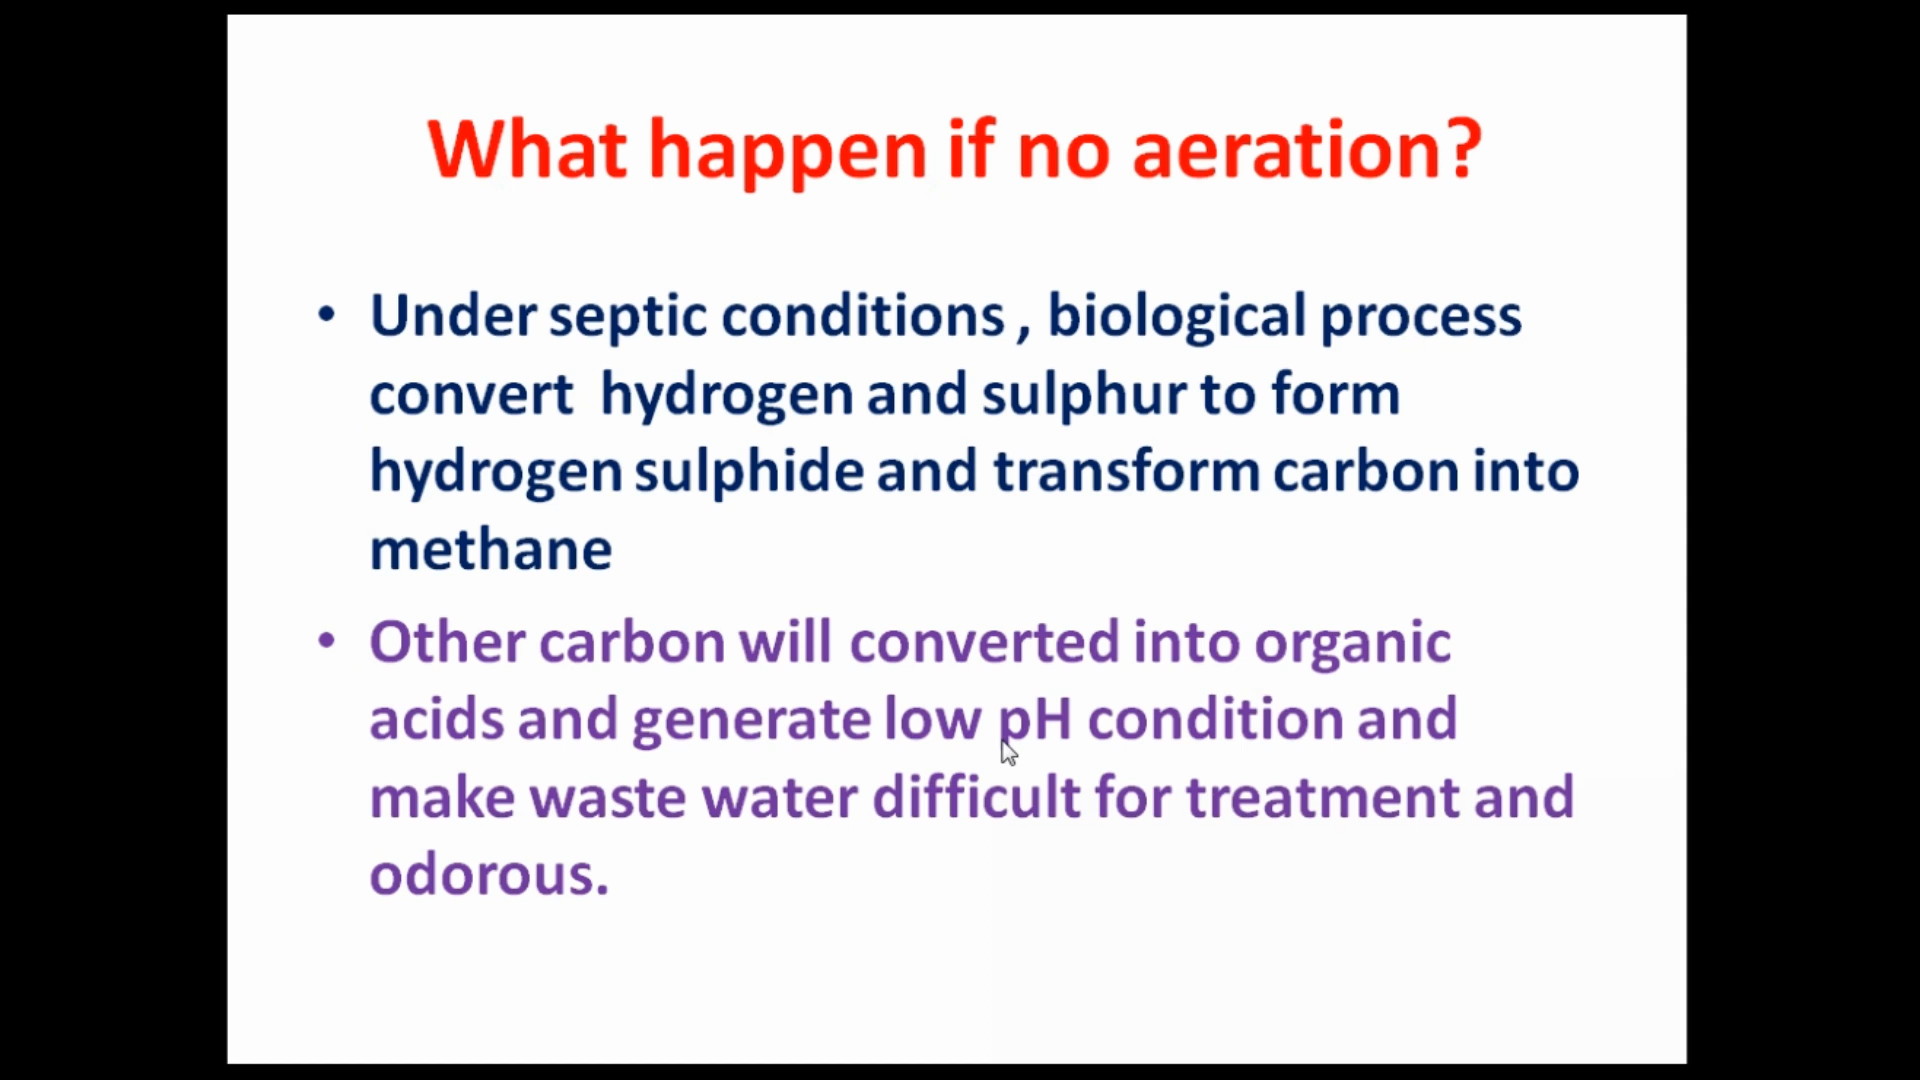 What happen if no aeration?
• Under septic conditions , biological process
convert  hydrogen and sulphur to form
hydrogen sulphide and transform carbon into
methane
• Other carbon will converted into organic
acids and generate low pH condition and
make waste water difficult for treatment and
odorous.